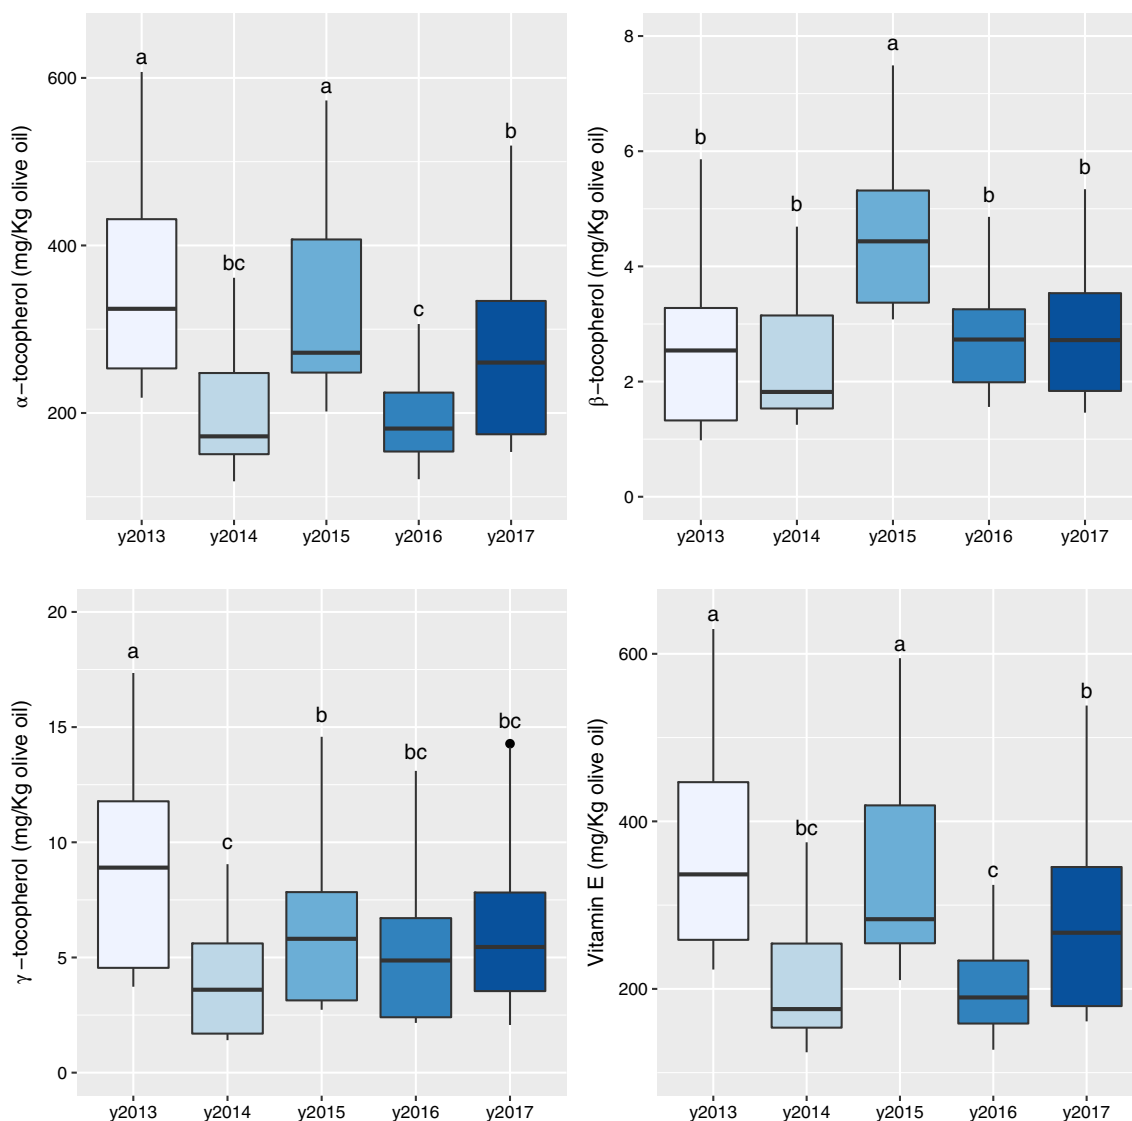 α−tocopherol (mg/Kg olive oil)
600
400
200
a
bc
a
c
b
y2013 y2014 y2015 y2016 y2017
β−tocopherol (mg/Kg olive oil)
8
6
4
2
0
b
b
a
b
b
y2013 y2014 y2015 y2016 y2017
γ −tocopherol (mg/Kg olive oil)
20
15
10
5
0
a
c
b
bc
bc
y2013 y2014 y2015 y2016 y2017
Vitamin E (mg/Kg olive oil)
600
400
200
a
bc
a
c
b
y2013 y2014 y2015 y2016 y2017